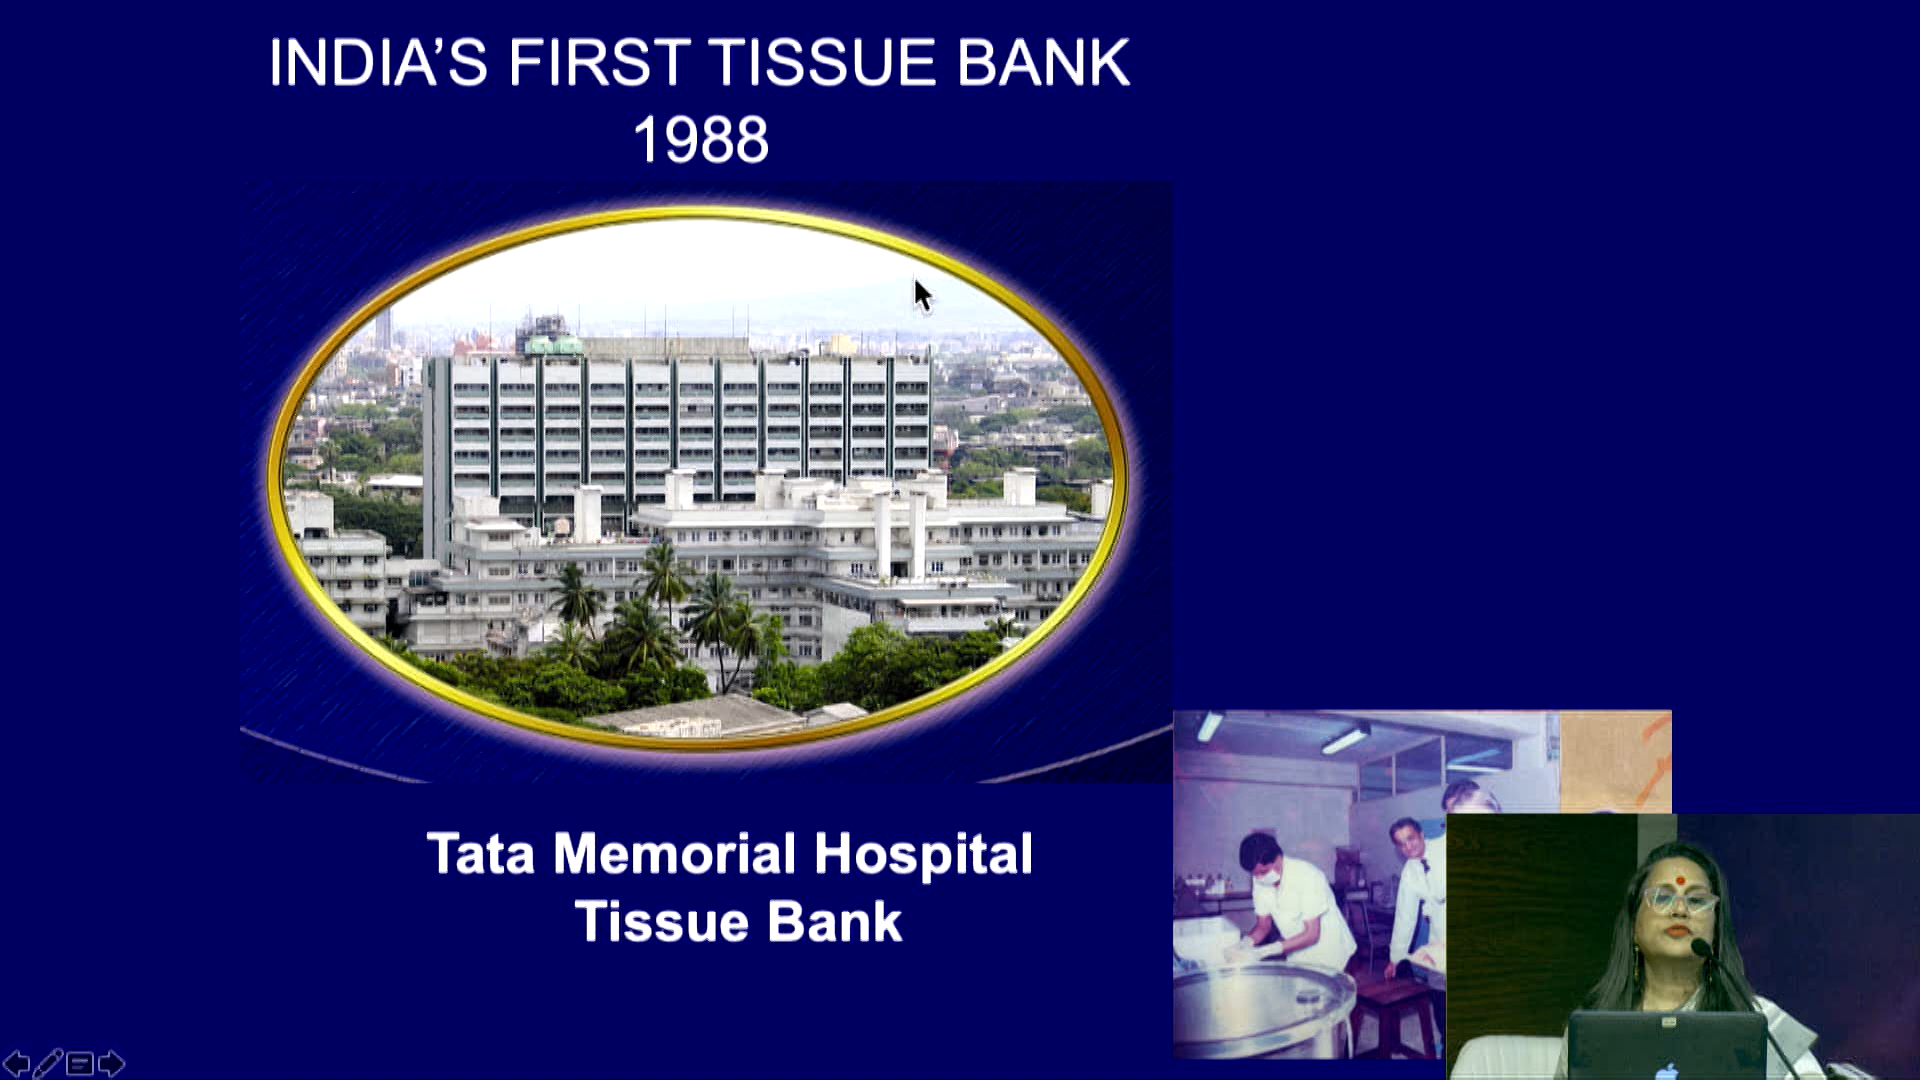 INDIA’S FIRST TISSUE BANK
1988
Tata Memorial Hospital
Tissue Bank